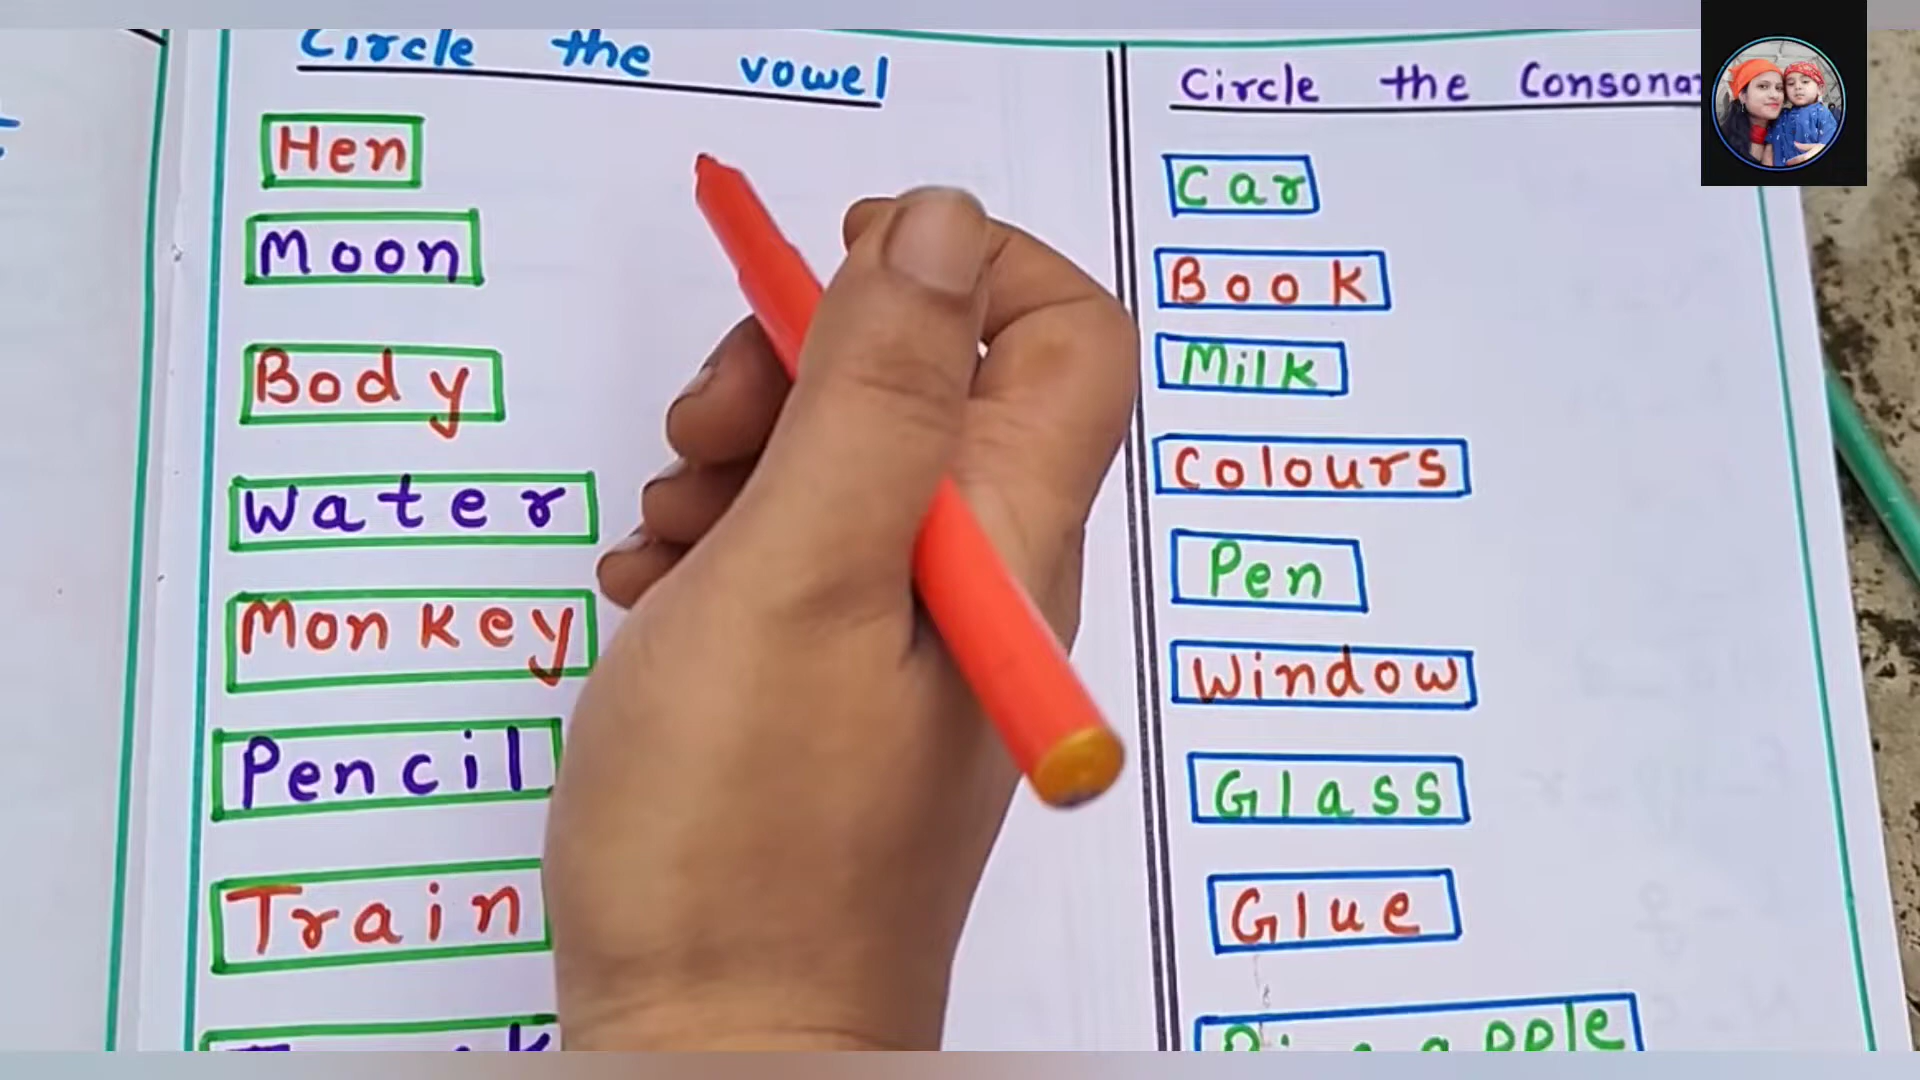 Circle the vowel
Hen
Moon
Body
Water
Monkey
Pencil
Train
Circle the
Car
Book
Milk
Colours
Pen
Window
Glass
Glue